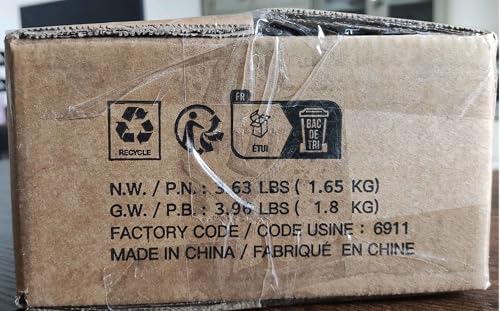 FR
RECYCLE
ÉTUI
BAC
DE
TRI
N.W. / P.N. : 3.63 LBS ( 1.65 KG)
G.W. / P.B. : 3.96 LBS ( 1.8 KG)
FACTORY CODE / CODE USINE : 6911
MADE IN CHINA / FABRIQUÉ EN CHINE